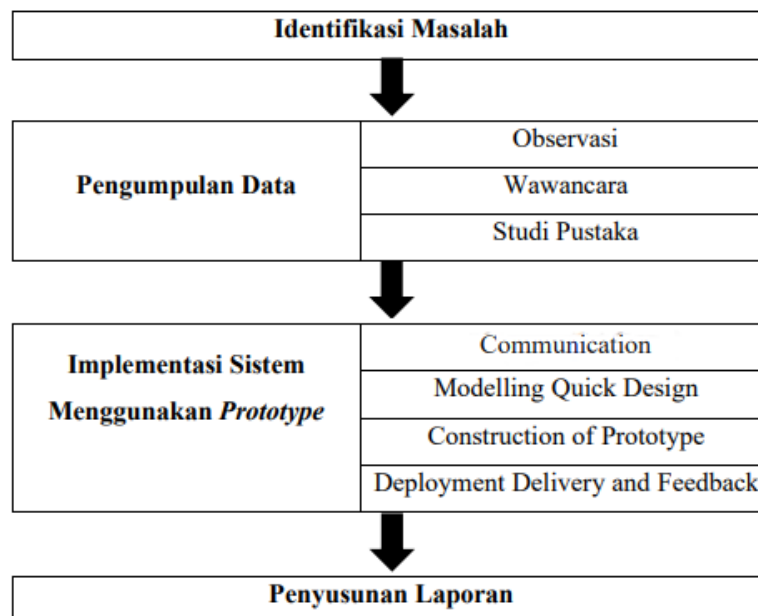 Identifikasi Masalah
Pengumpulan Data
Observasi
Wawancara
Studi Pustaka
Implementasi Sistem
Menggunakan Prototype
Communication
Modelling Quick Design
Construction of Prototype
Deployment Delivery and Feedback
Penyusunan Laporan